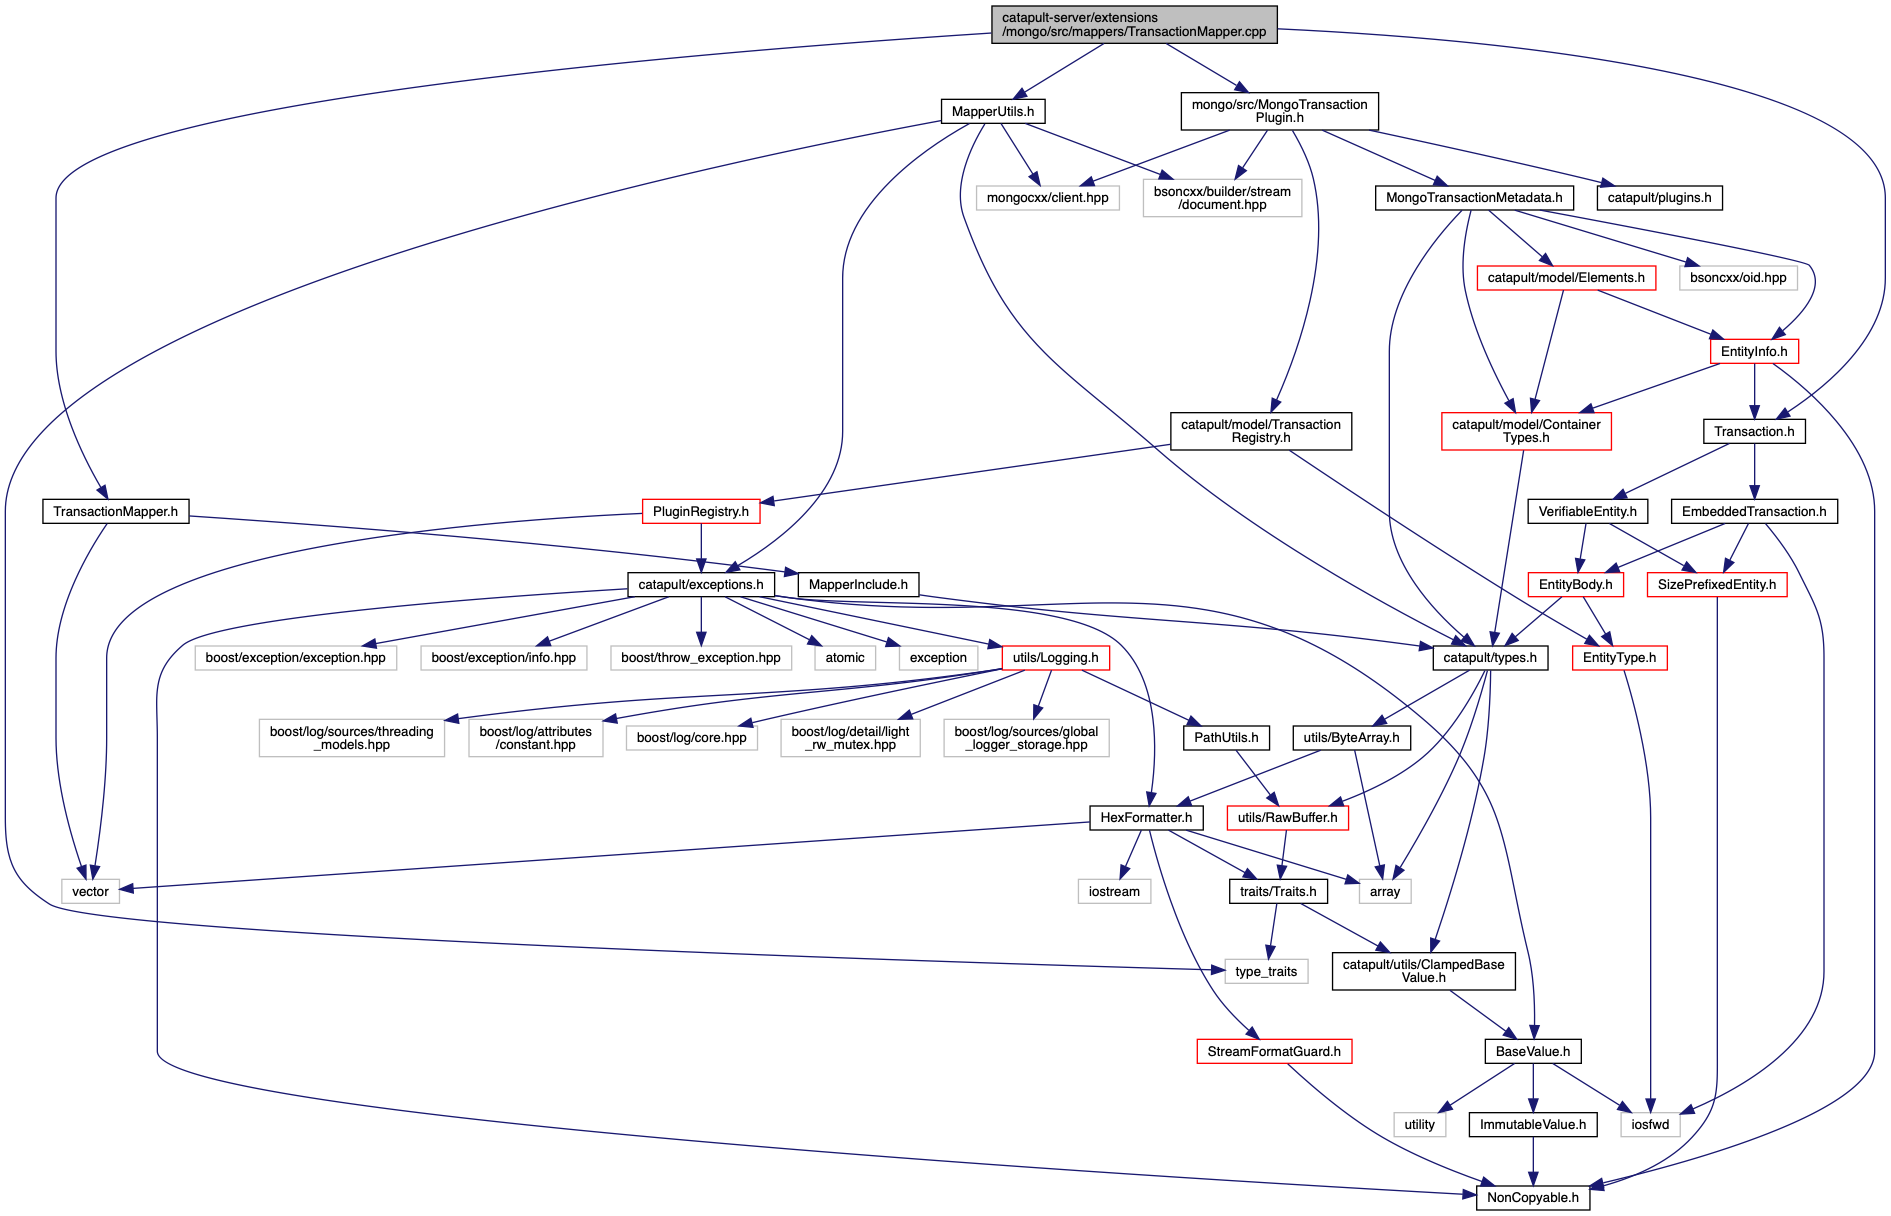 catapult-server/extensions
/mongo/src/mappers/TransactionMapper.cpp
MapperUtils.h
mongo/src/MongoTransaction
Plugin.h
mongocxx/client.hpp
bsoncxx/builder/stream
/document.hpp
MongoTransactionMetadata.h
catapult/plugins.h
catapult/model/Elements.h
bsoncxx/oid.hpp
EntityInfo.h
catapult/model/Transaction
Registry.h
catapult/model/Container
Types.h
Transaction.h
TransactionMapper.h
PluginRegistry.h
VerifiableEntity.h
EmbeddedTransaction.h
catapult/exceptions.h
MapperInclude.h
EntityBody.h
SizePrefixedEntity.h
boost/exception/exception.hpp
boost/exception/info.hpp
boost/throw_exception.hpp
atomic
exception
utils/Logging.h
catapult/types.h
EntityType.h
boost/log/sources/threading
_models.hpp
boost/log/attributes
/constant.hpp
boost/log/core.hpp
boost/log/detail/light
_rw_mutex.hpp
boost/log/sources/global
_logger_storage.hpp
PathUtils.h
utils/ByteArray.h
HexFormatter.h
utils/RawBuffer.h
vector
iostream
traits/Traits.h
array
type_traits
catapult/utils/ClampedBase
Value.h
StreamFormatGuard.h
BaseValue.h
utility
ImmutableValue.h
iosfwd
NonCopyable.h